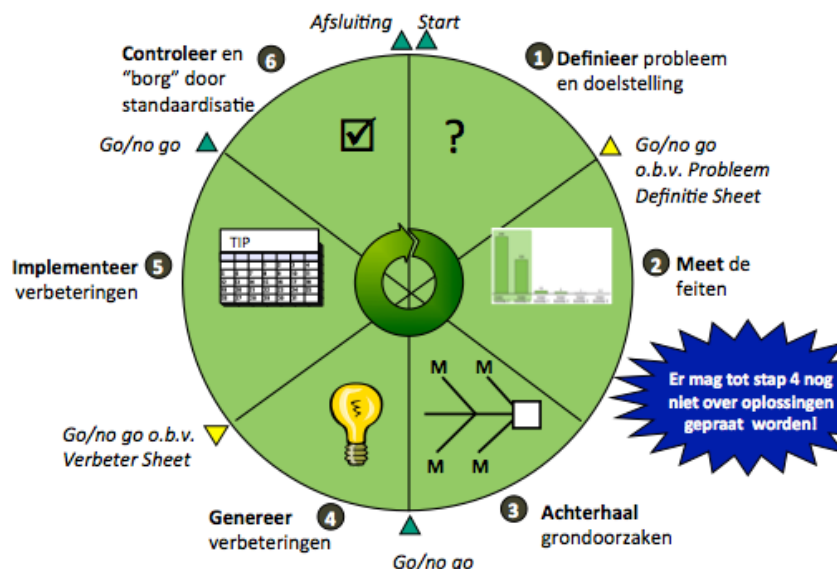 Afsluiting
Start
1 Definieer probleem
en doelstelling
Go/no go
o.b.v. Probleem
Definitie Sheet
?
2 Meet de
feiten
Er mag tot stap 4 nog
niet over oplossingen
gepraat worden!
M M
M M
3 Achterhaal
grondoorzaken
Go/no go
4 Genereer
verbeteringen
Go/no go o.b.v.
Verbeter Sheet
TIP
5 Implementeer
verbeteringen
Go/no go
6 Controleer en
“borg” door
standaardisatie